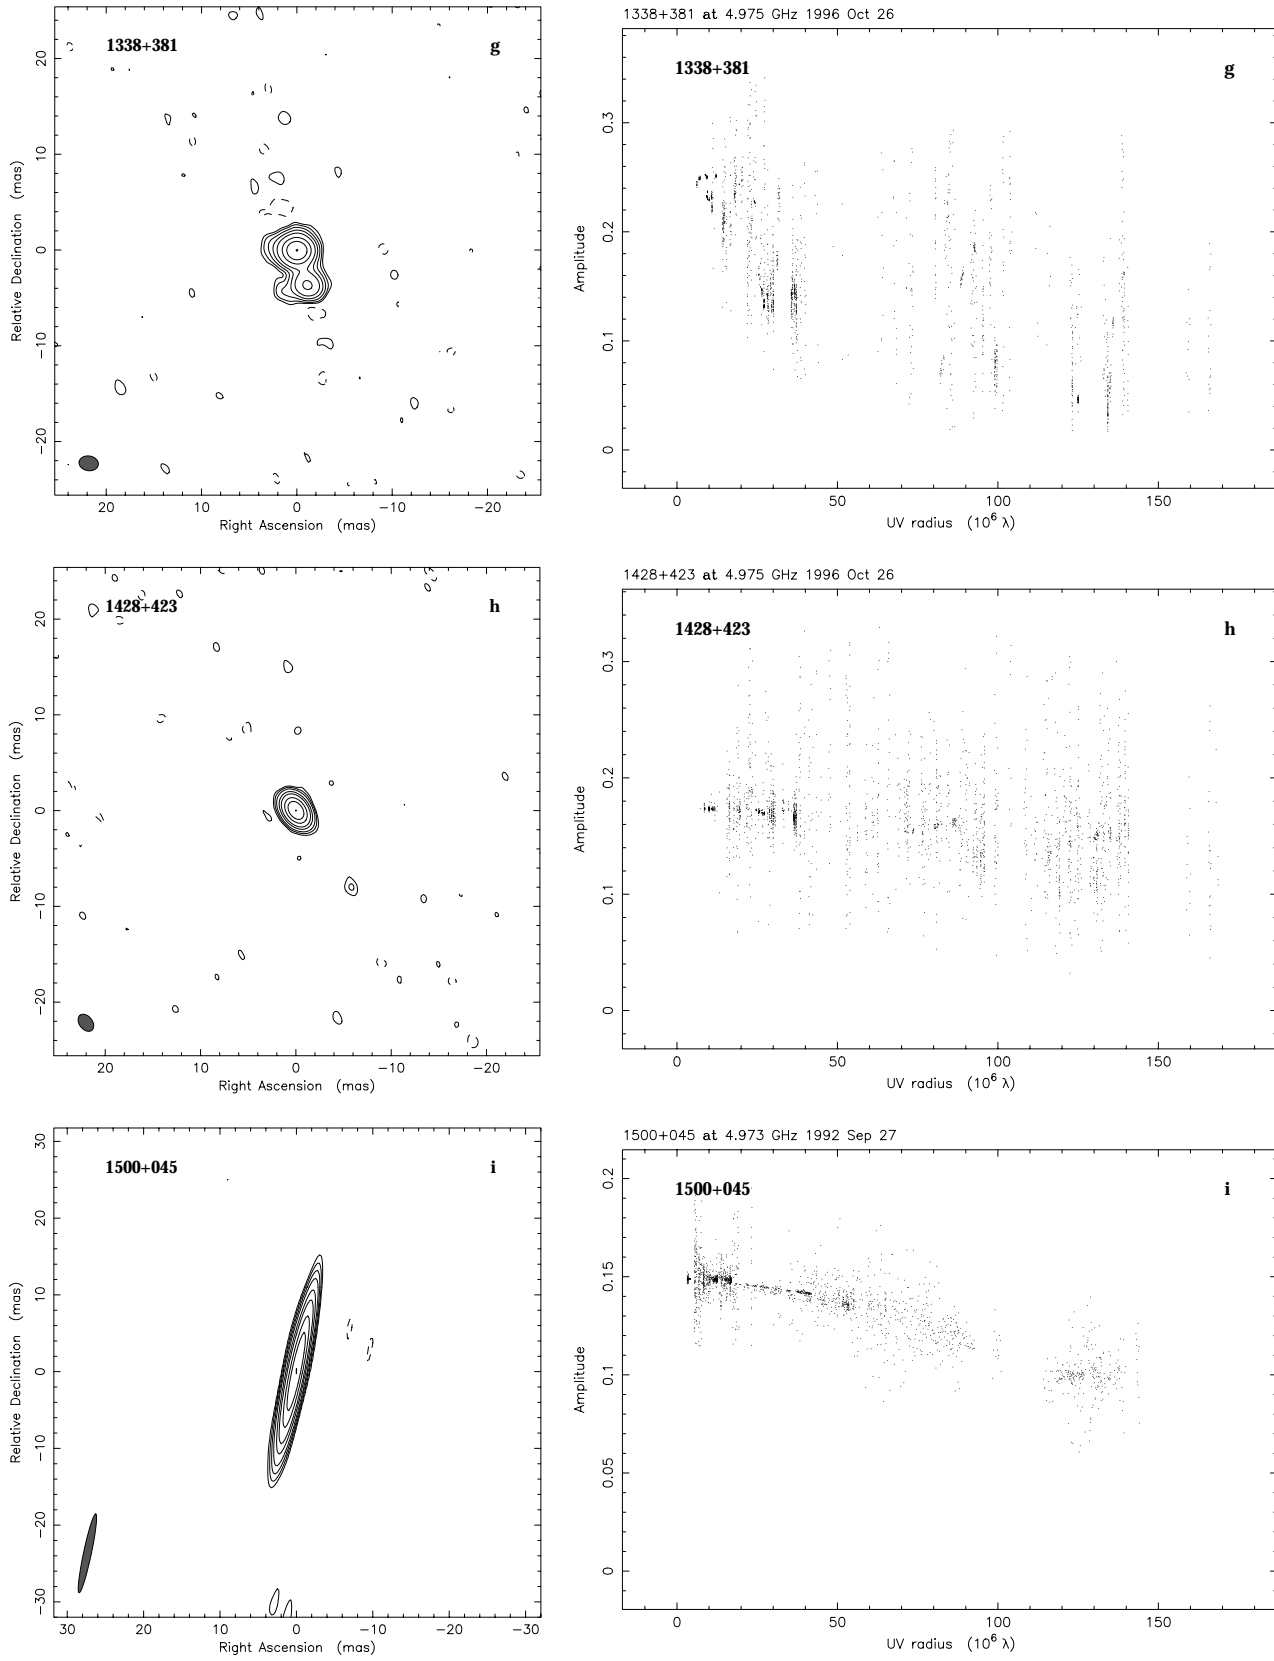 1338+381 g
20
10
0
−10
−20
Relative Declination (mas)
20 10 0 −10 −20
Right Ascension (mas)
1338+381 at 4.975 GHz 1996 Oct 26
1338+381 g
0.3
0.2
0.1
0
Amplitude
0 50 100 150
UV radius (10⁶ λ)
1428+423 h
20
10
0
−10
−20
Relative Declination (mas)
20 10 0 −10 −20
Right Ascension (mas)
1428+423 at 4.975 GHz 1996 Oct 26
1428+423 h
0.3
0.2
0.1
0
Amplitude
0 50 100 150
UV radius (10⁶ λ)
1500+045 i
30
20
10
0
−10
−20
−30
Relative Declination (mas)
30 20 10 0 −10 −20 −30
Right Ascension (mas)
1500+045 at 4.973 GHz 1992 Sep 27
1500+045 i
0.2
0.15
0.1
0.05
0
Amplitude
0 50 100 150
UV radius (10⁶ λ)